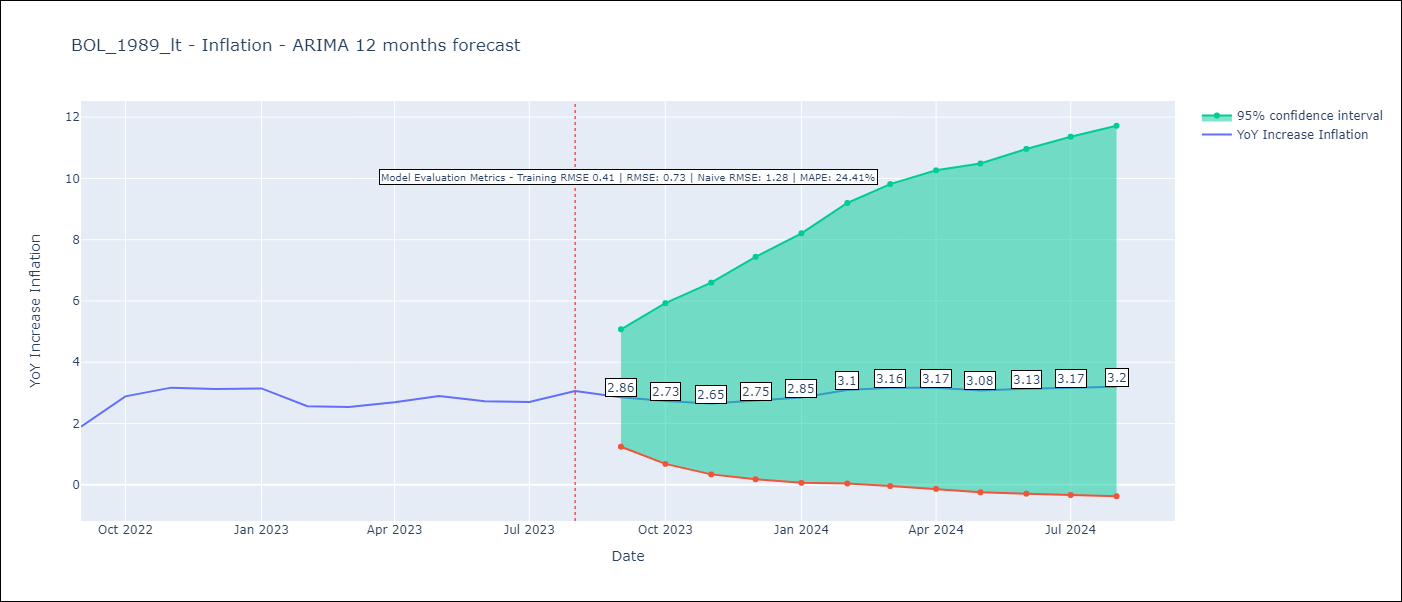 BOL_1989_lt - Inflation - ARIMA 12 months forecast
95% confidence interval
YoY Increase Inflation
Model Evaluation Metrics - Training RMSE 0.41 | RMSE: 0.73 | Naive RMSE: 1.28 | MAPE: 24.41%
YoY Increase Inflation
12
10
8
6
4
2
0
2.86 2.73 2.65 2.75 2.85 3.1 3.16 3.17 3.08 3.13 3.17 3.2
Oct 2022 Jan 2023 Apr 2023 Jul 2023 Oct 2023 Jan 2024 Apr 2024 Jul 2024
Date